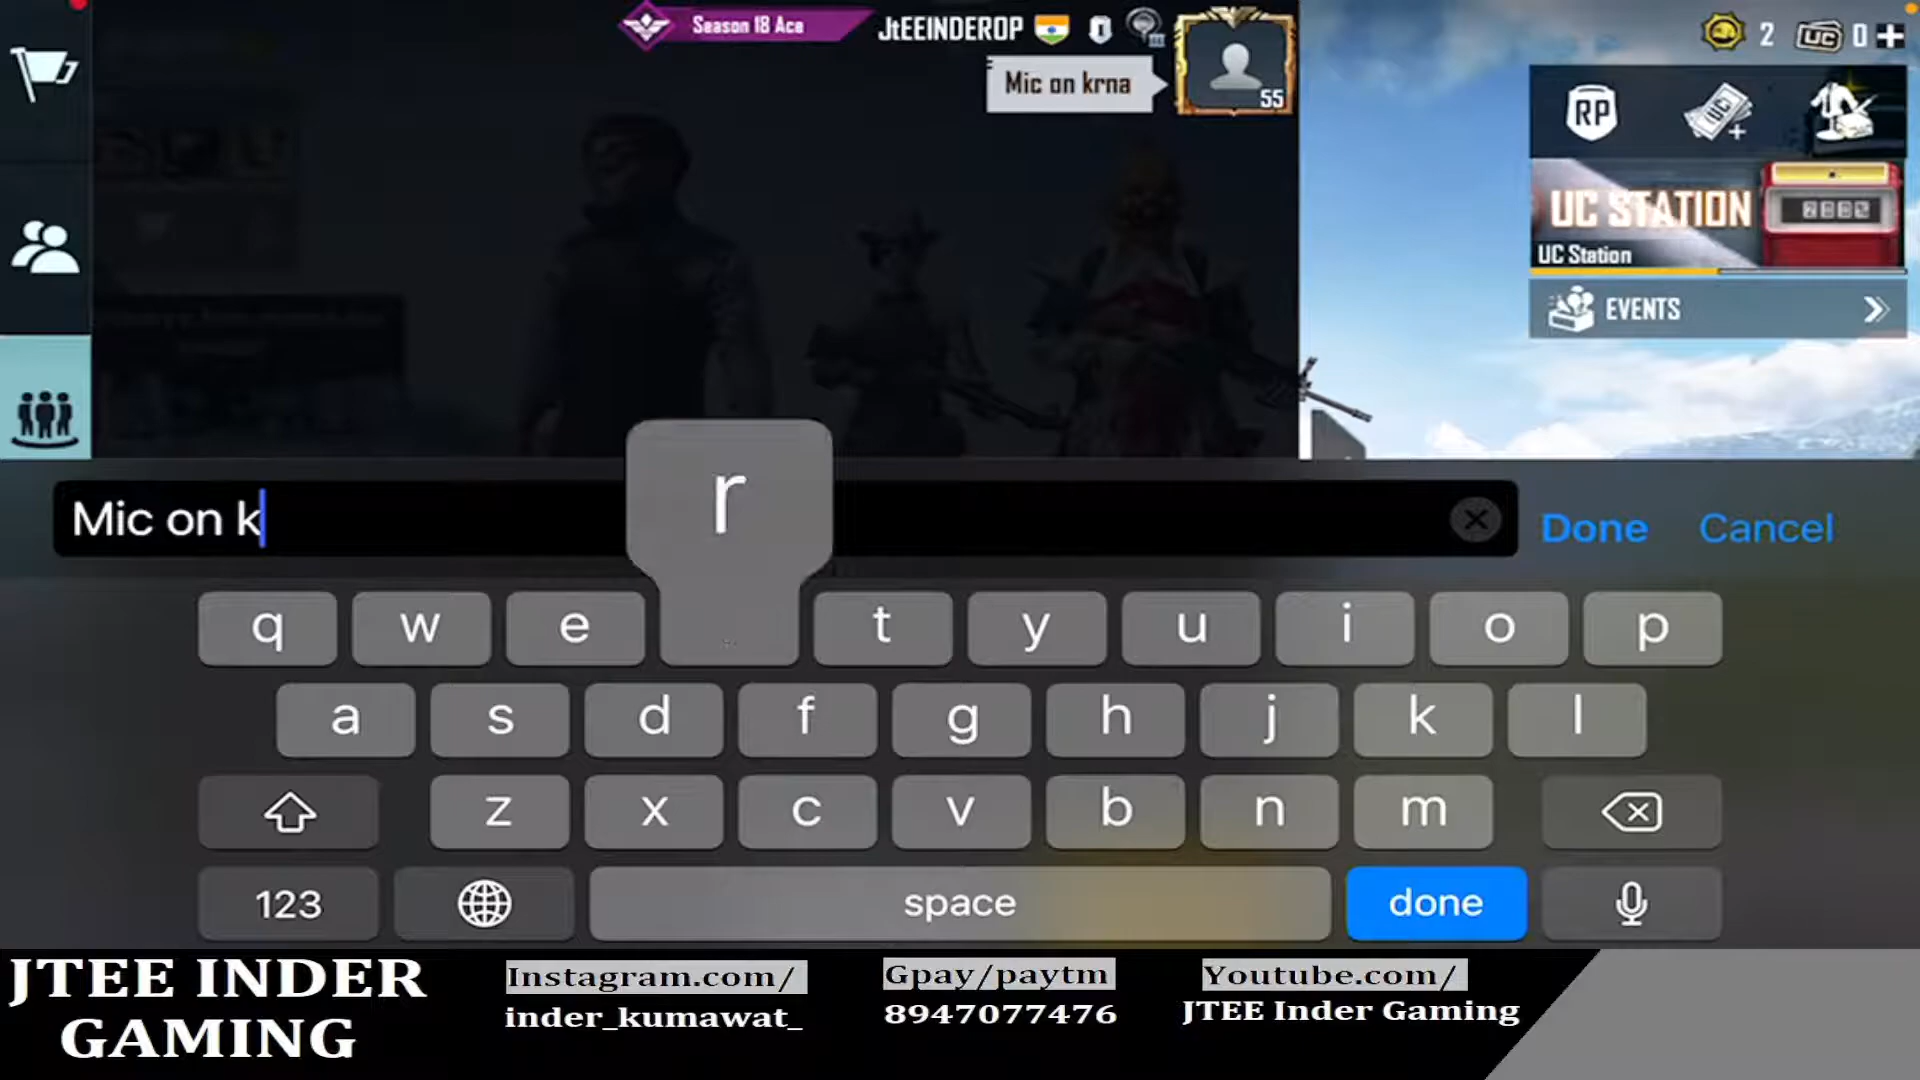 Season 18 Ace
JtEEINDEROP
2
UC 0
Mic on krna
55
RP
UC
UC STATION
UC Station
EVENTS
Mic on k
r
Done
Cancel
q w e t y u i o p
a s d f g h j k l
z x c v b n m
123
space
done
JTEE INDER
GAMING
Instagram.com/
inder_kumawat_
Gpay/paytm
8947077476
Youtube.com/
JTEE Inder Gaming